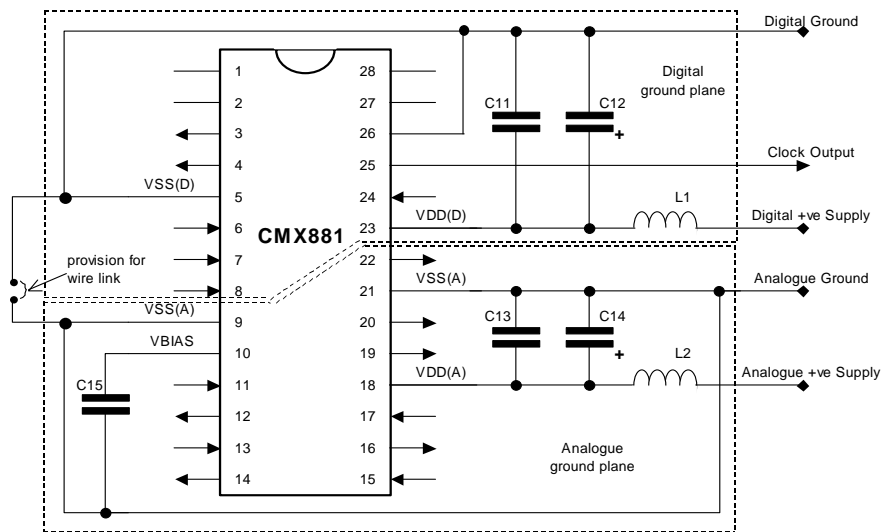 Digital Ground
1
28
Digital
ground plane
2
27
C11
C12
3
26
+
4
25
Clock Output
VSS(D)
5
24
L1
VDD(D)
Digital +ve Supply
6
23
CMX881
provision for
wire link
7
22
VSS(A)
Analogue Ground
8
21
VSS(A)
9
20
C13
C14
VBIAS
10
19
+
L2
C15
VDD(A)
Analogue +ve Supply
11
18
12
17
13
16
Analogue
ground plane
14
15